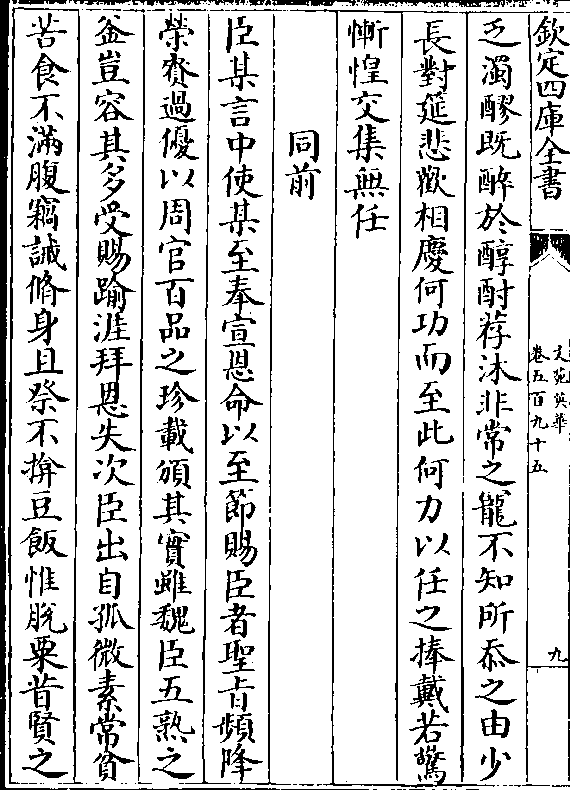 欽定四庫全書
文苑英華
卷五百九十五
九
乏濁醪既醉於醇酎荐沐非常之寵不知所忝之由少
長對筵悲歡相慶何功而至此何力以任之捧戴若驚
慚惶交集無任
同前
臣某言中使某至奉宣恩命以至節賜臣者聖旨頻降
榮賚過優以周官百品之珍載頒其實雖魏臣五熟之
釜豈容其多受賜踰涯拜恩失次臣出自孤微素常貧
苦食不滿腹竊誡脩身且祭不揜豆飯惟脫粟昔賢之